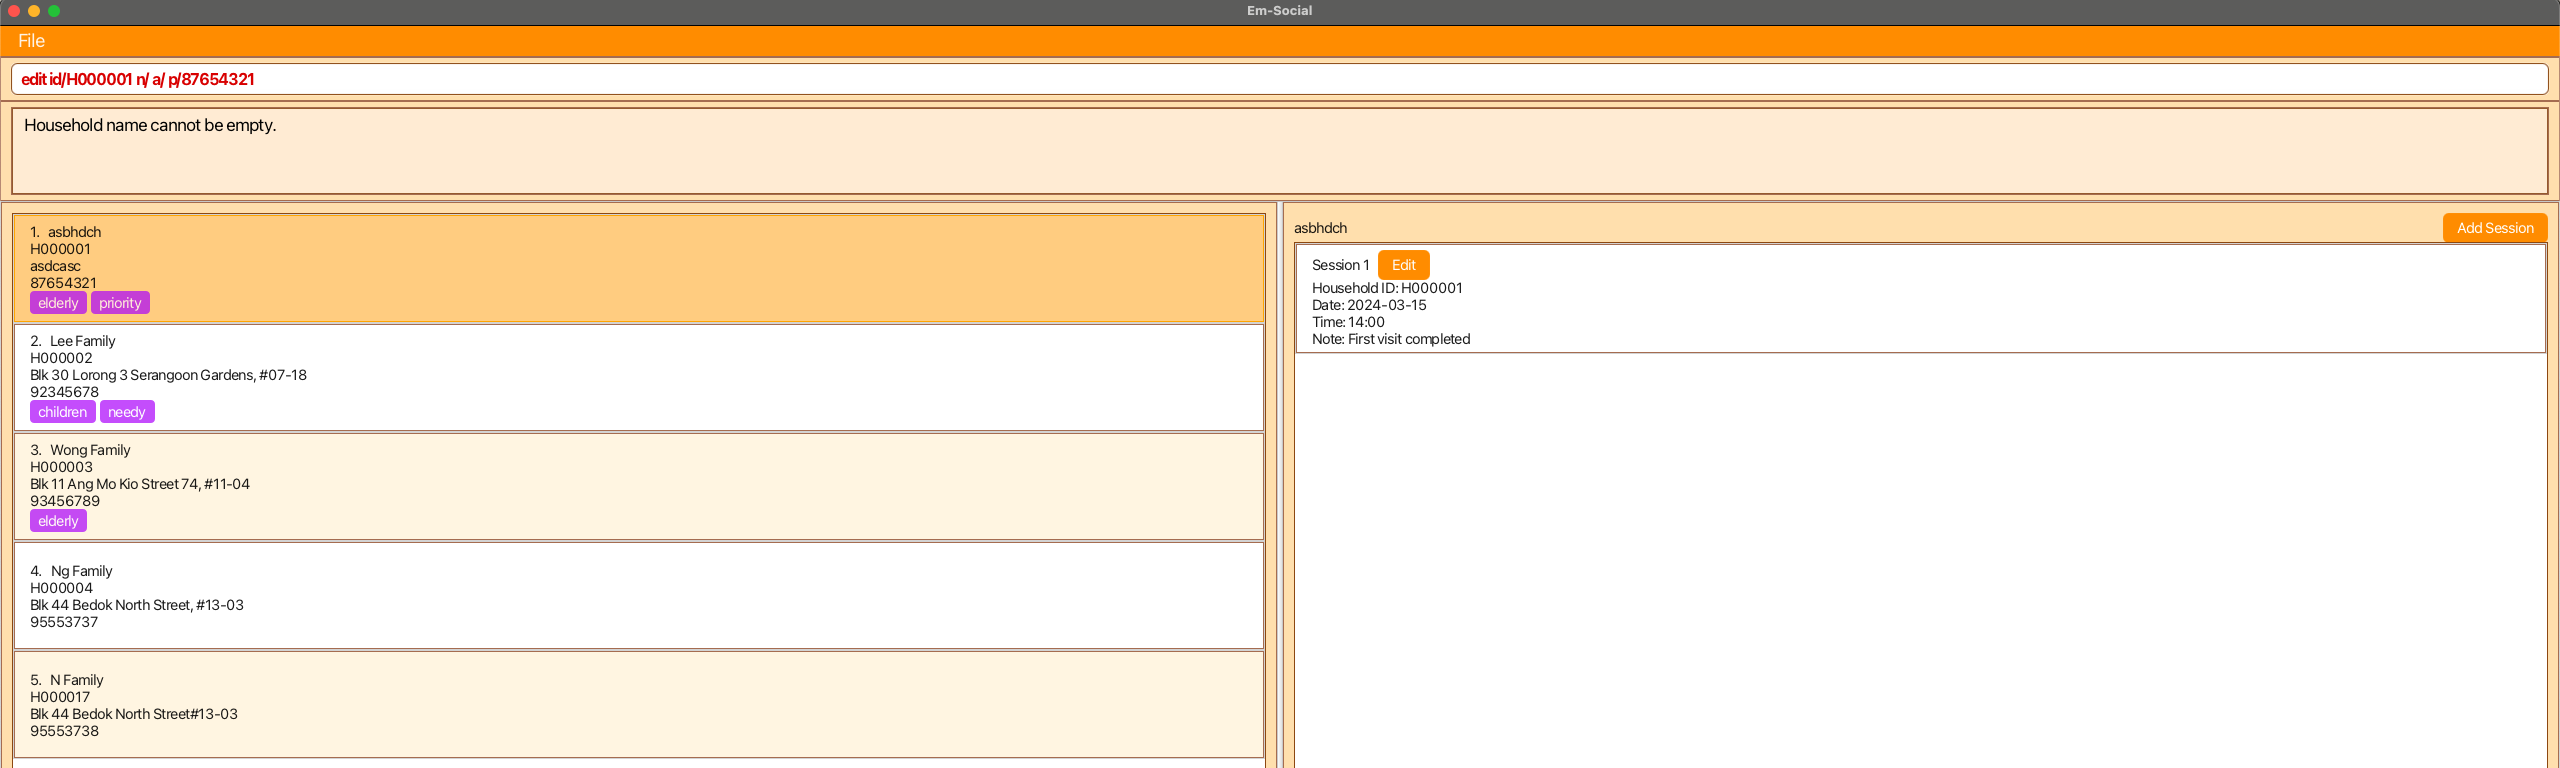 Em-Social
File
edit id/H000001 n/ a/ p/87654321
Household name cannot be empty.
1. asbhdch
H000001
asdcasc
87654321
elderly priority
2. Lee Family
H000002
Blk 30 Lorong 3 Serangoon Gardens, #07-18
92345678
children needy
3. Wong Family
H000003
Blk 11 Ang Mo Kio Street 74, #11-04
93456789
elderly
4. Ng Family
H000004
Blk 44 Bedok North Street, #13-03
95553737
5. N Family
H000017
Blk 44 Bedok North Street#13-03
95553738
asbhdch
Add Session
Session 1 Edit
Household ID: H000001
Date: 2024-03-15
Time: 14:00
Note: First visit completed